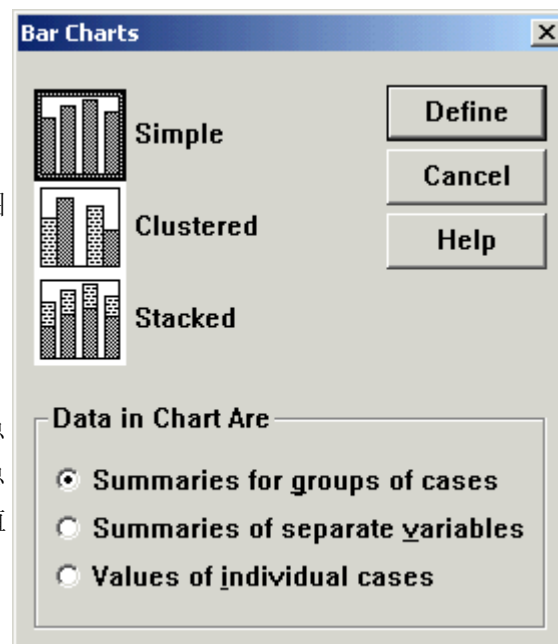 Bar Charts
Simple
Clustered
Stacked
Define
Cancel
Help
Data in Chart Are
Summaries for groups of cases
Summaries of separate variables
Values of individual cases